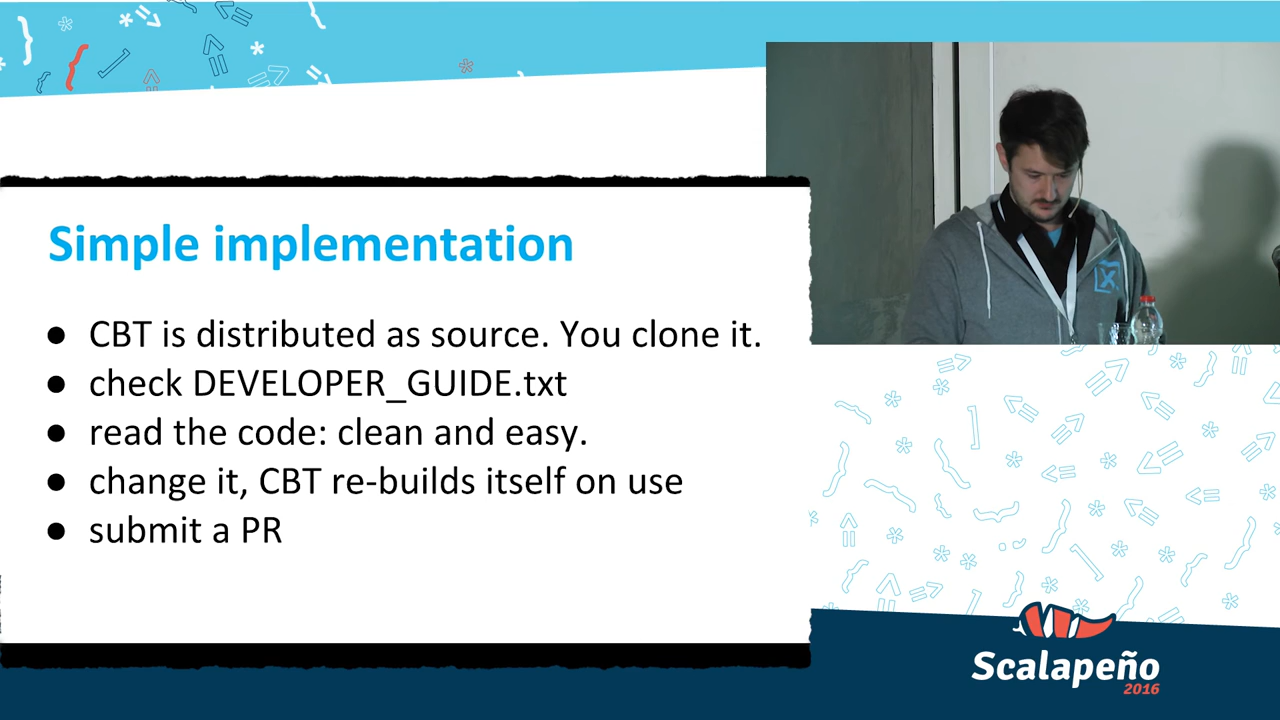 Simple implementation
● CBT is distributed as source. You clone it.
● check DEVELOPER_GUIDE.txt
● read the code: clean and easy.
● change it, CBT re-builds itself on use
● submit a PR
Scalapeño
2016